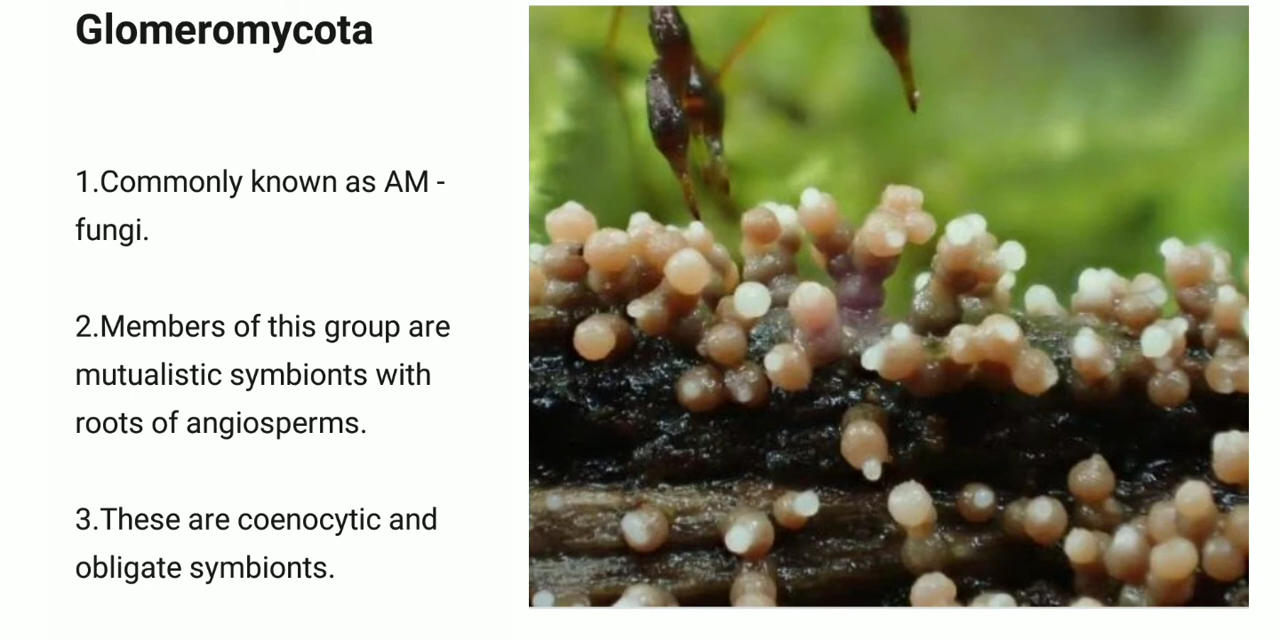 Glomeromycota
1.Commonly known as AM -
fungi.
2.Members of this group are
mutualistic symbionts with
roots of angiosperms.
3.These are coenocytic and
obligate symbionts.